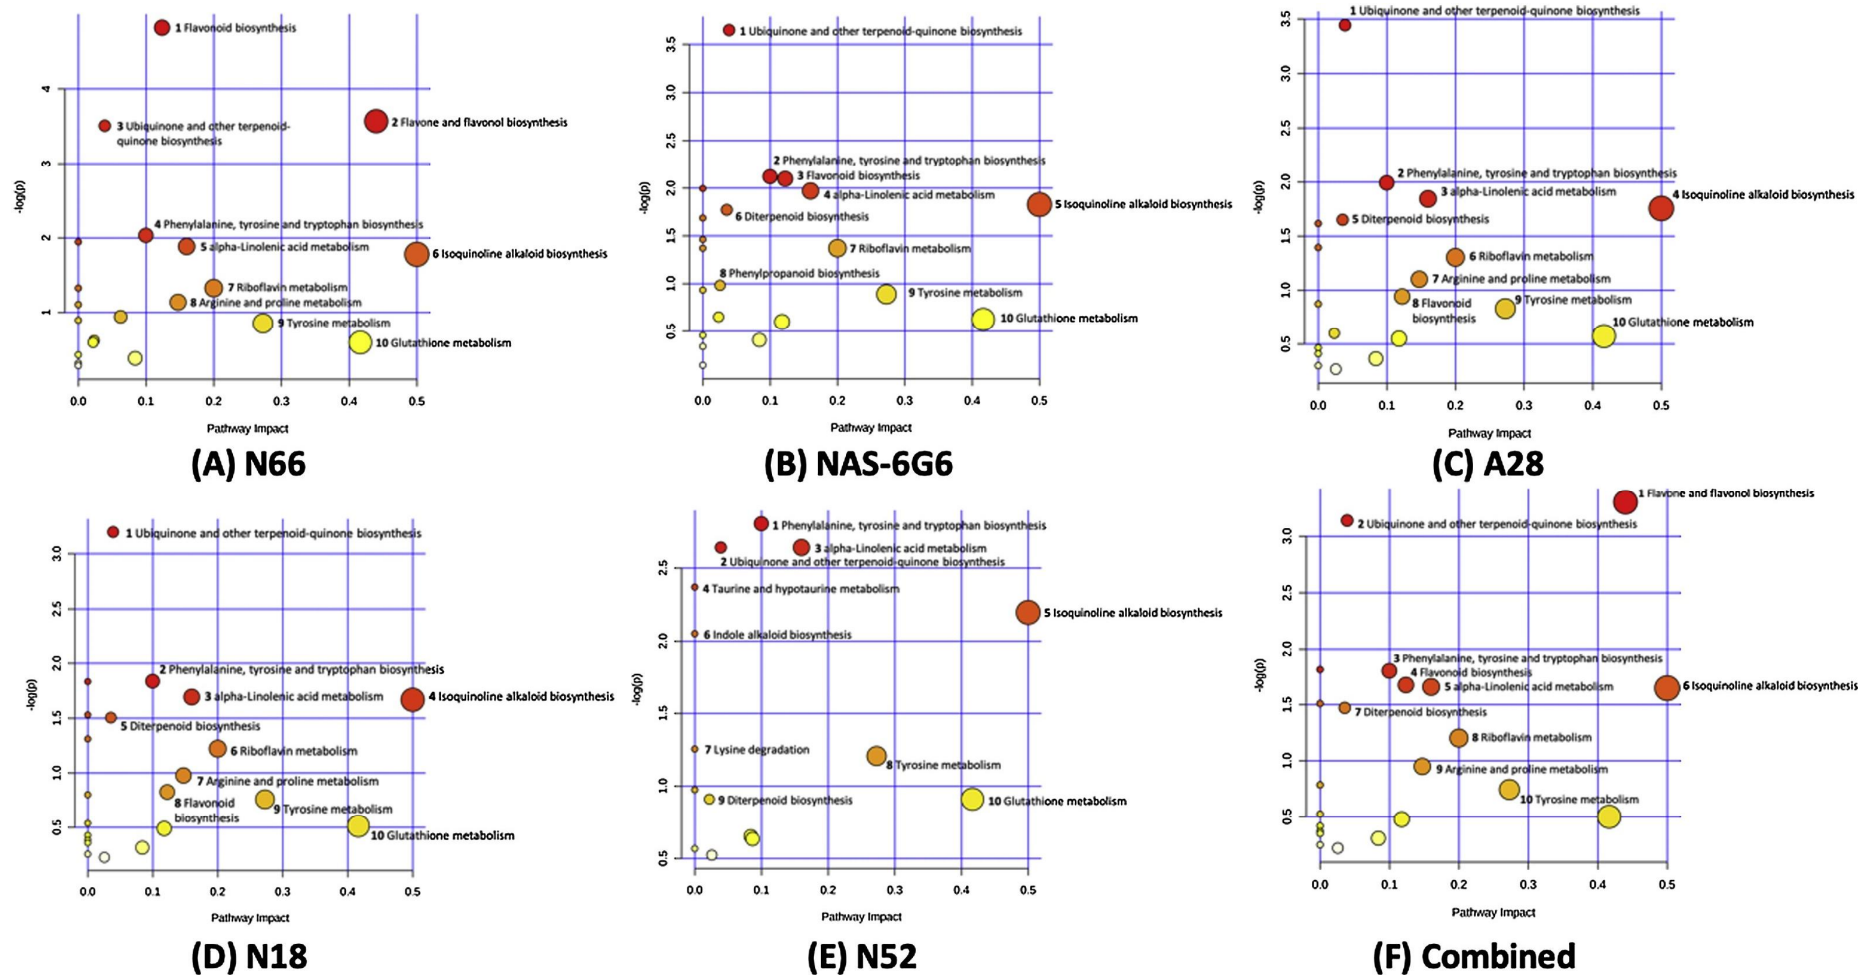 1 Flavonoid biosynthesis
4
2 Flavone and flavonol biosynthesis
3 Ubiquinone and other terpenoid-
quinone biosynthesis
3
-log(p)
4 Phenylalanine, tyrosine and tryptophan biosynthesis
2
5 alpha-Linolenic acid metabolism
6 Isoquinoline alkaloid biosynthesis
7 Riboflavin metabolism
8 Arginine and proline metabolism
1
9 Tyrosine metabolism
10 Glutathione metabolism
0.0 0.1 0.2 0.3 0.4 0.5
Pathway Impact
(A) N66
1 Ubiquinone and other terpenoid-quinone biosynthesis
3.5
3.0
2.5
2 Phenylalanine, tyrosine and tryptophan biosynthesis
3 Flavonoid biosynthesis
2.0
-log(p)
4 alpha-Linolenic acid metabolism
5 Isoquinoline alkaloid biosynthesis
6 Diterpenoid biosynthesis
1.5
7 Riboflavin metabolism
8 Phenylpropanoid biosynthesis
1.0
9 Tyrosine metabolism
10 Glutathione metabolism
0.5
0.0 0.1 0.2 0.3 0.4 0.5
Pathway Impact
(B) NAS-6G6
1 Ubiquinone and other terpenoid-quinone biosynthesis
3.5
3.0
2.5
2 Phenylalanine, tyrosine and tryptophan biosynthesis
2.0
3 alpha-Linolenic acid metabolism
4 Isoquinoline alkaloid biosynthesis
-log(p)
5 Diterpenoid biosynthesis
1.5
6 Riboflavin metabolism
7 Arginine and proline metabolism
1.0
8 Flavonoid
biosynthesis
9 Tyrosine metabolism
10 Glutathione metabolism
0.5
0.0 0.1 0.2 0.3 0.4 0.5
Pathway Impact
(C) A28
1 Ubiquinone and other terpenoid-quinone biosynthesis
3.0
2.5
2.0
2 Phenylalanine, tyrosine and tryptophan biosynthesis
3 alpha-Linolenic acid metabolism
4 Isoquinoline alkaloid biosynthesis
-log(p)
1.5
5 Diterpenoid biosynthesis
6 Riboflavin metabolism
1.0
7 Arginine and proline metabolism
8 Flavonoid
biosynthesis
9 Tyrosine metabolism
0.5
10 Glutathione metabolism
0.0 0.1 0.2 0.3 0.4 0.5
Pathway Impact
(D) N18
1 Phenylalanine, tyrosine and tryptophan biosynthesis
3 alpha-Linolenic acid metabolism
2 Ubiquinone and other terpenoid-quinone biosynthesis
2.5
4 Taurine and hypotaurine metabolism
5 Isoquinoline alkaloid biosynthesis
6 Indole alkaloid biosynthesis
2.0
-log(p)
1.5
7 Lysine degradation
8 Tyrosine metabolism
1.0
9 Diterpenoid biosynthesis
10 Glutathione metabolism
0.5
0.0 0.1 0.2 0.3 0.4 0.5
Pathway Impact
(E) N52
1 Flavone and flavonol biosynthesis
2 Ubiquinone and other terpenoid-quinone biosynthesis
3.0
2.5
2.0
3 Phenylalanine, tyrosine and tryptophan biosynthesis
4 Flavonoid biosynthesis
-log(p)
5 alpha-Linolenic acid metabolism
6 Isoquinoline alkaloid biosynthesis
1.5
7 Diterpenoid biosynthesis
8 Riboflavin metabolism
1.0
9 Arginine and proline metabolism
10 Tyrosine metabolism
0.5
0.0 0.1 0.2 0.3 0.4 0.5
Pathway Impact
(F) Combined